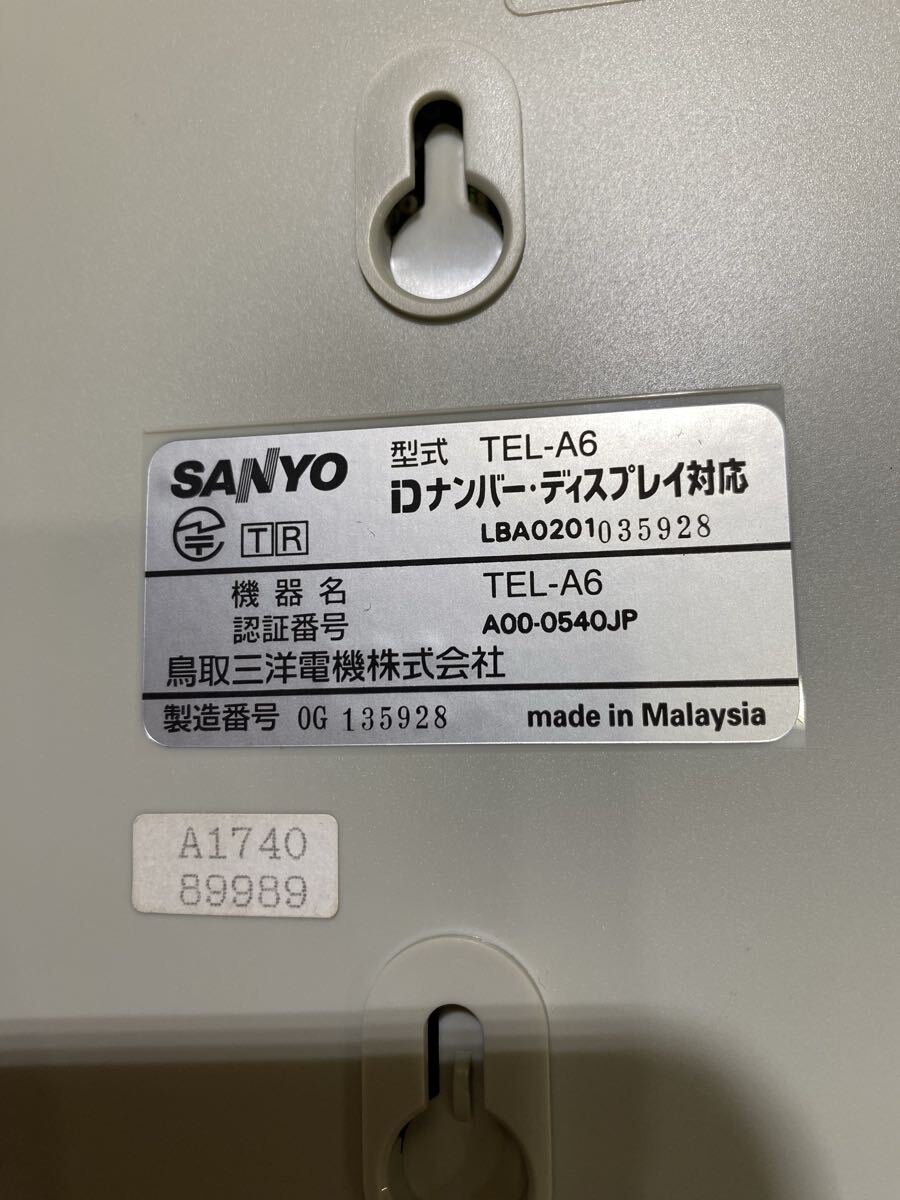 SANYO
型式 TEL-A6
iDナンバー・ディスプレイ対応
TR
LBA0201035928
機器名 TEL-A6
認証番号 A00-0540JP
鳥取三洋電機株式会社
製造番号 0G 135928 made in Malaysia
A1740
89989